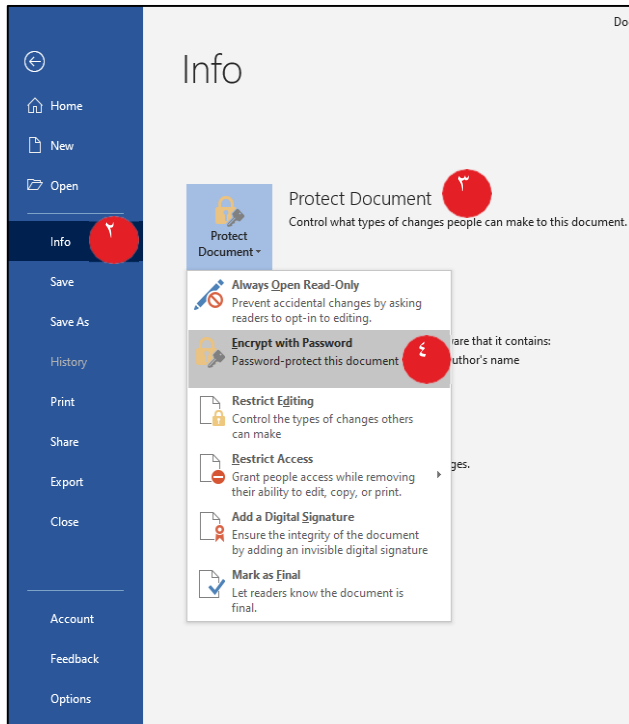 Do
Info
Home
New
Open
Info ٢
Save
Save As
History
Print
Share
Export
Close
Account
Feedback
Options
Protect Document
Protect Document ٣
Control what types of changes people can make to this document.
Always Open Read-Only
Prevent accidental changes by asking
readers to opt-in to editing.
Encrypt with Password
Password-protect this document ٤
Restrict Editing
Control the types of changes others
can make
Restrict Access
Grant people access while removing
their ability to edit, copy, or print.
Add a Digital Signature
Ensure the integrity of the document
by adding an invisible digital signature
Mark as Final
Let readers know the document is
final.
that it contains:
author's name